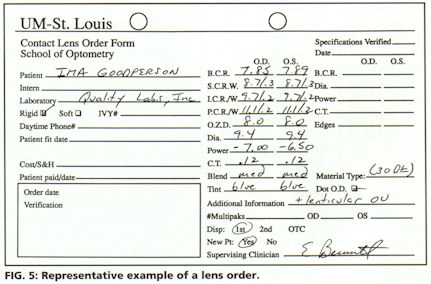 UM-St. Louis
Contact Lens Order Form
School of Optometry
Specifications Verified
O.D. O.S. O.D. O.S.
Patient IMA GOODPERSON B.C.R. 7.85 7.89 B.C.R.
Intern S.C.R./W. 8.7/.3 8.7/.3 Dia.
Laboratory Quality Labs, Inc I.C.R./W 9.7/.2 9.7/.2 Power
Rigid Soft IVY# P.C.R/W 11.1/.2 11.1/.2 C.T.
Daytime Phone# O.Z.D. 8.0 8.0 Edges
Patient fit date Dia. 9.4 9.4
Power -7.00 -6.50
Cost/S&H C.T. .12 .12
Patient paid/date Blend med med Material Type: (30 DK)
Order date Tint blue blue Dot O.D.
Verification Additional Information + lenticular OU
#Multipaks OD OS
Disp: 1st 2nd OTC
New Pt: Yes No
Supervising Clinician E Bennett
FIG. 5: Representative example of a lens order.